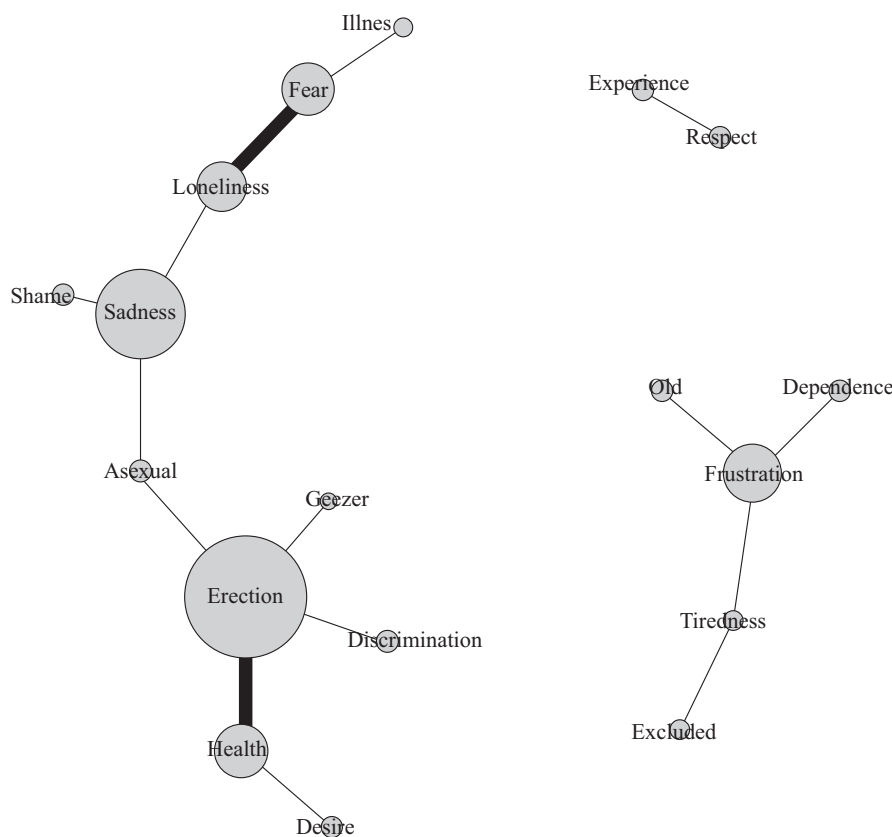 Illnes
Experience
Fear
Respect
Loneliness
Shame
Sadness
Old
Dependence
Asexual
Frustration
Geezer
Erection
Tiredness
Discrimination
Excluded
Health
Desire